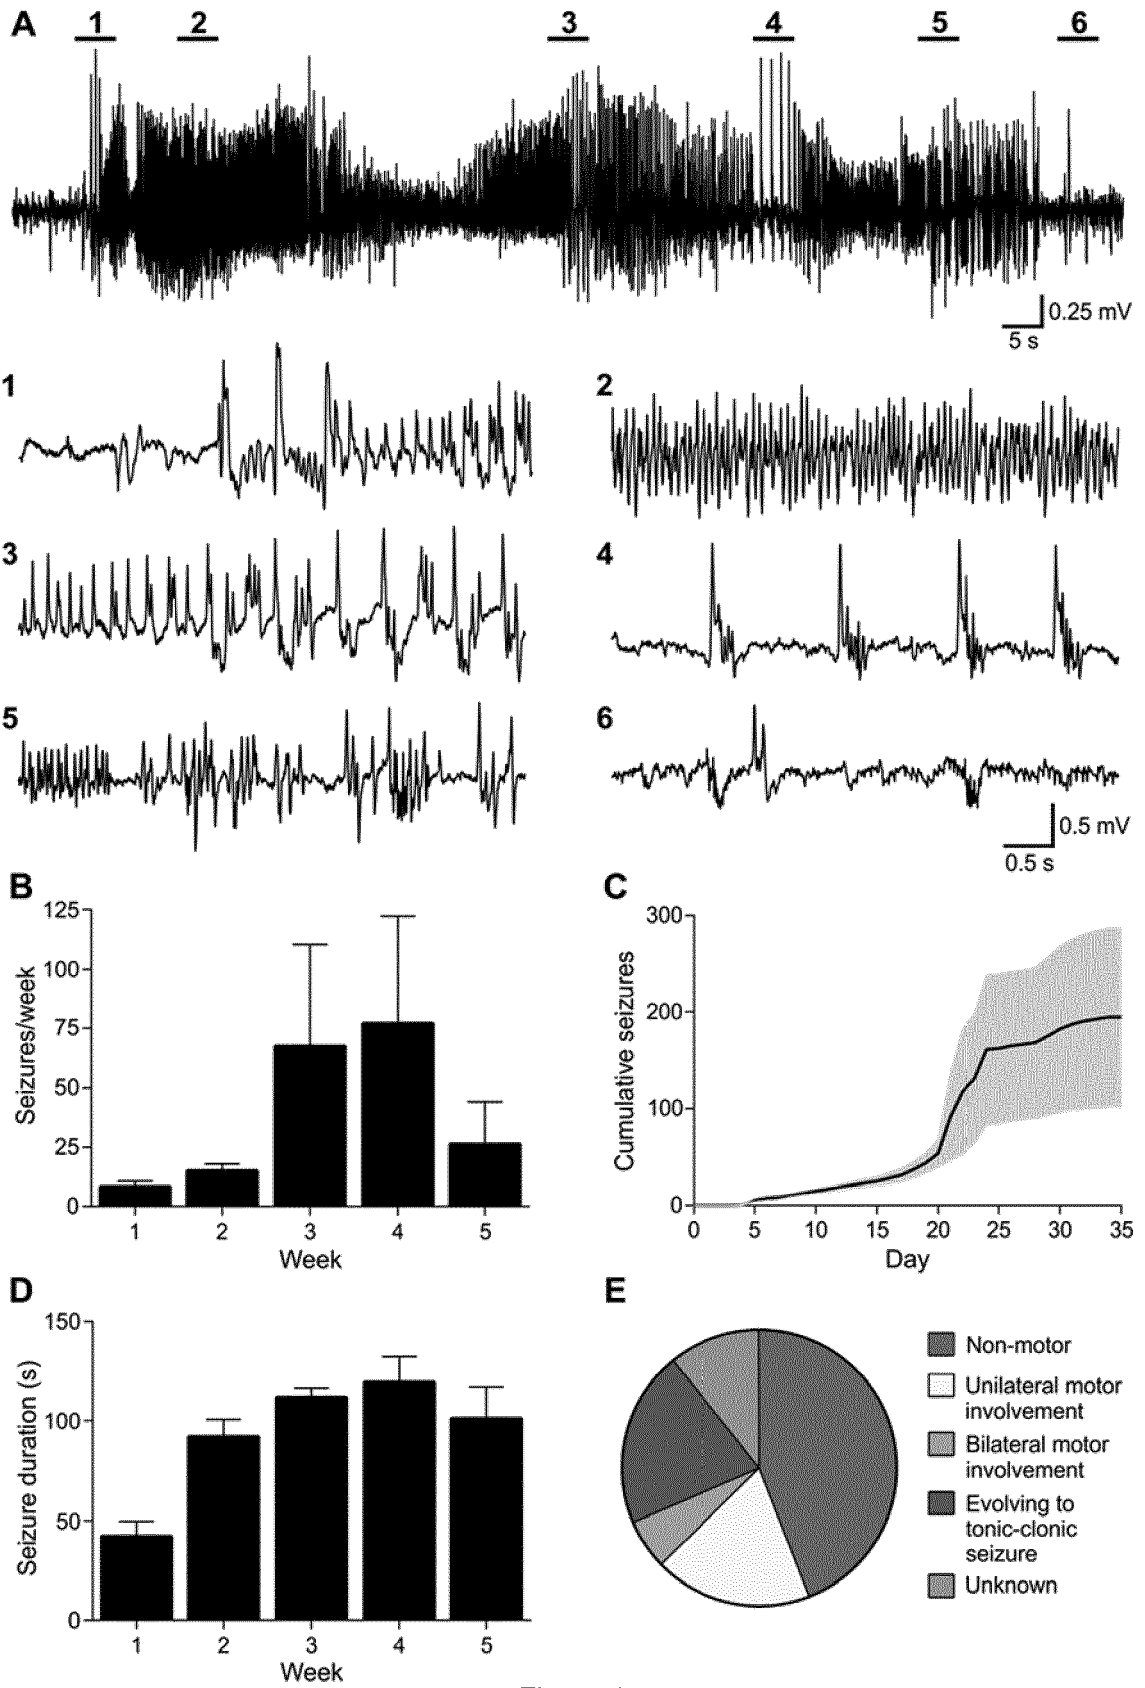 A
1 2 3 4 5 6
0.25 mV
5 s
1
2
3
4
5
6
0.5 mV
0.5 s
B
125
100
75
50
25
0
Seizures/week
1 2 3 4 5
Week
C
300
200
100
0
Cumulative seizures
0 5 10 15 20 25 30 35
Day
D
150
100
50
0
Seizure duration (s)
1 2 3 4 5
Week
E
Non-motor
Unilateral motor
involvement
Bilateral motor
involvement
Evolving to
tonic-clonic
seizure
Unknown